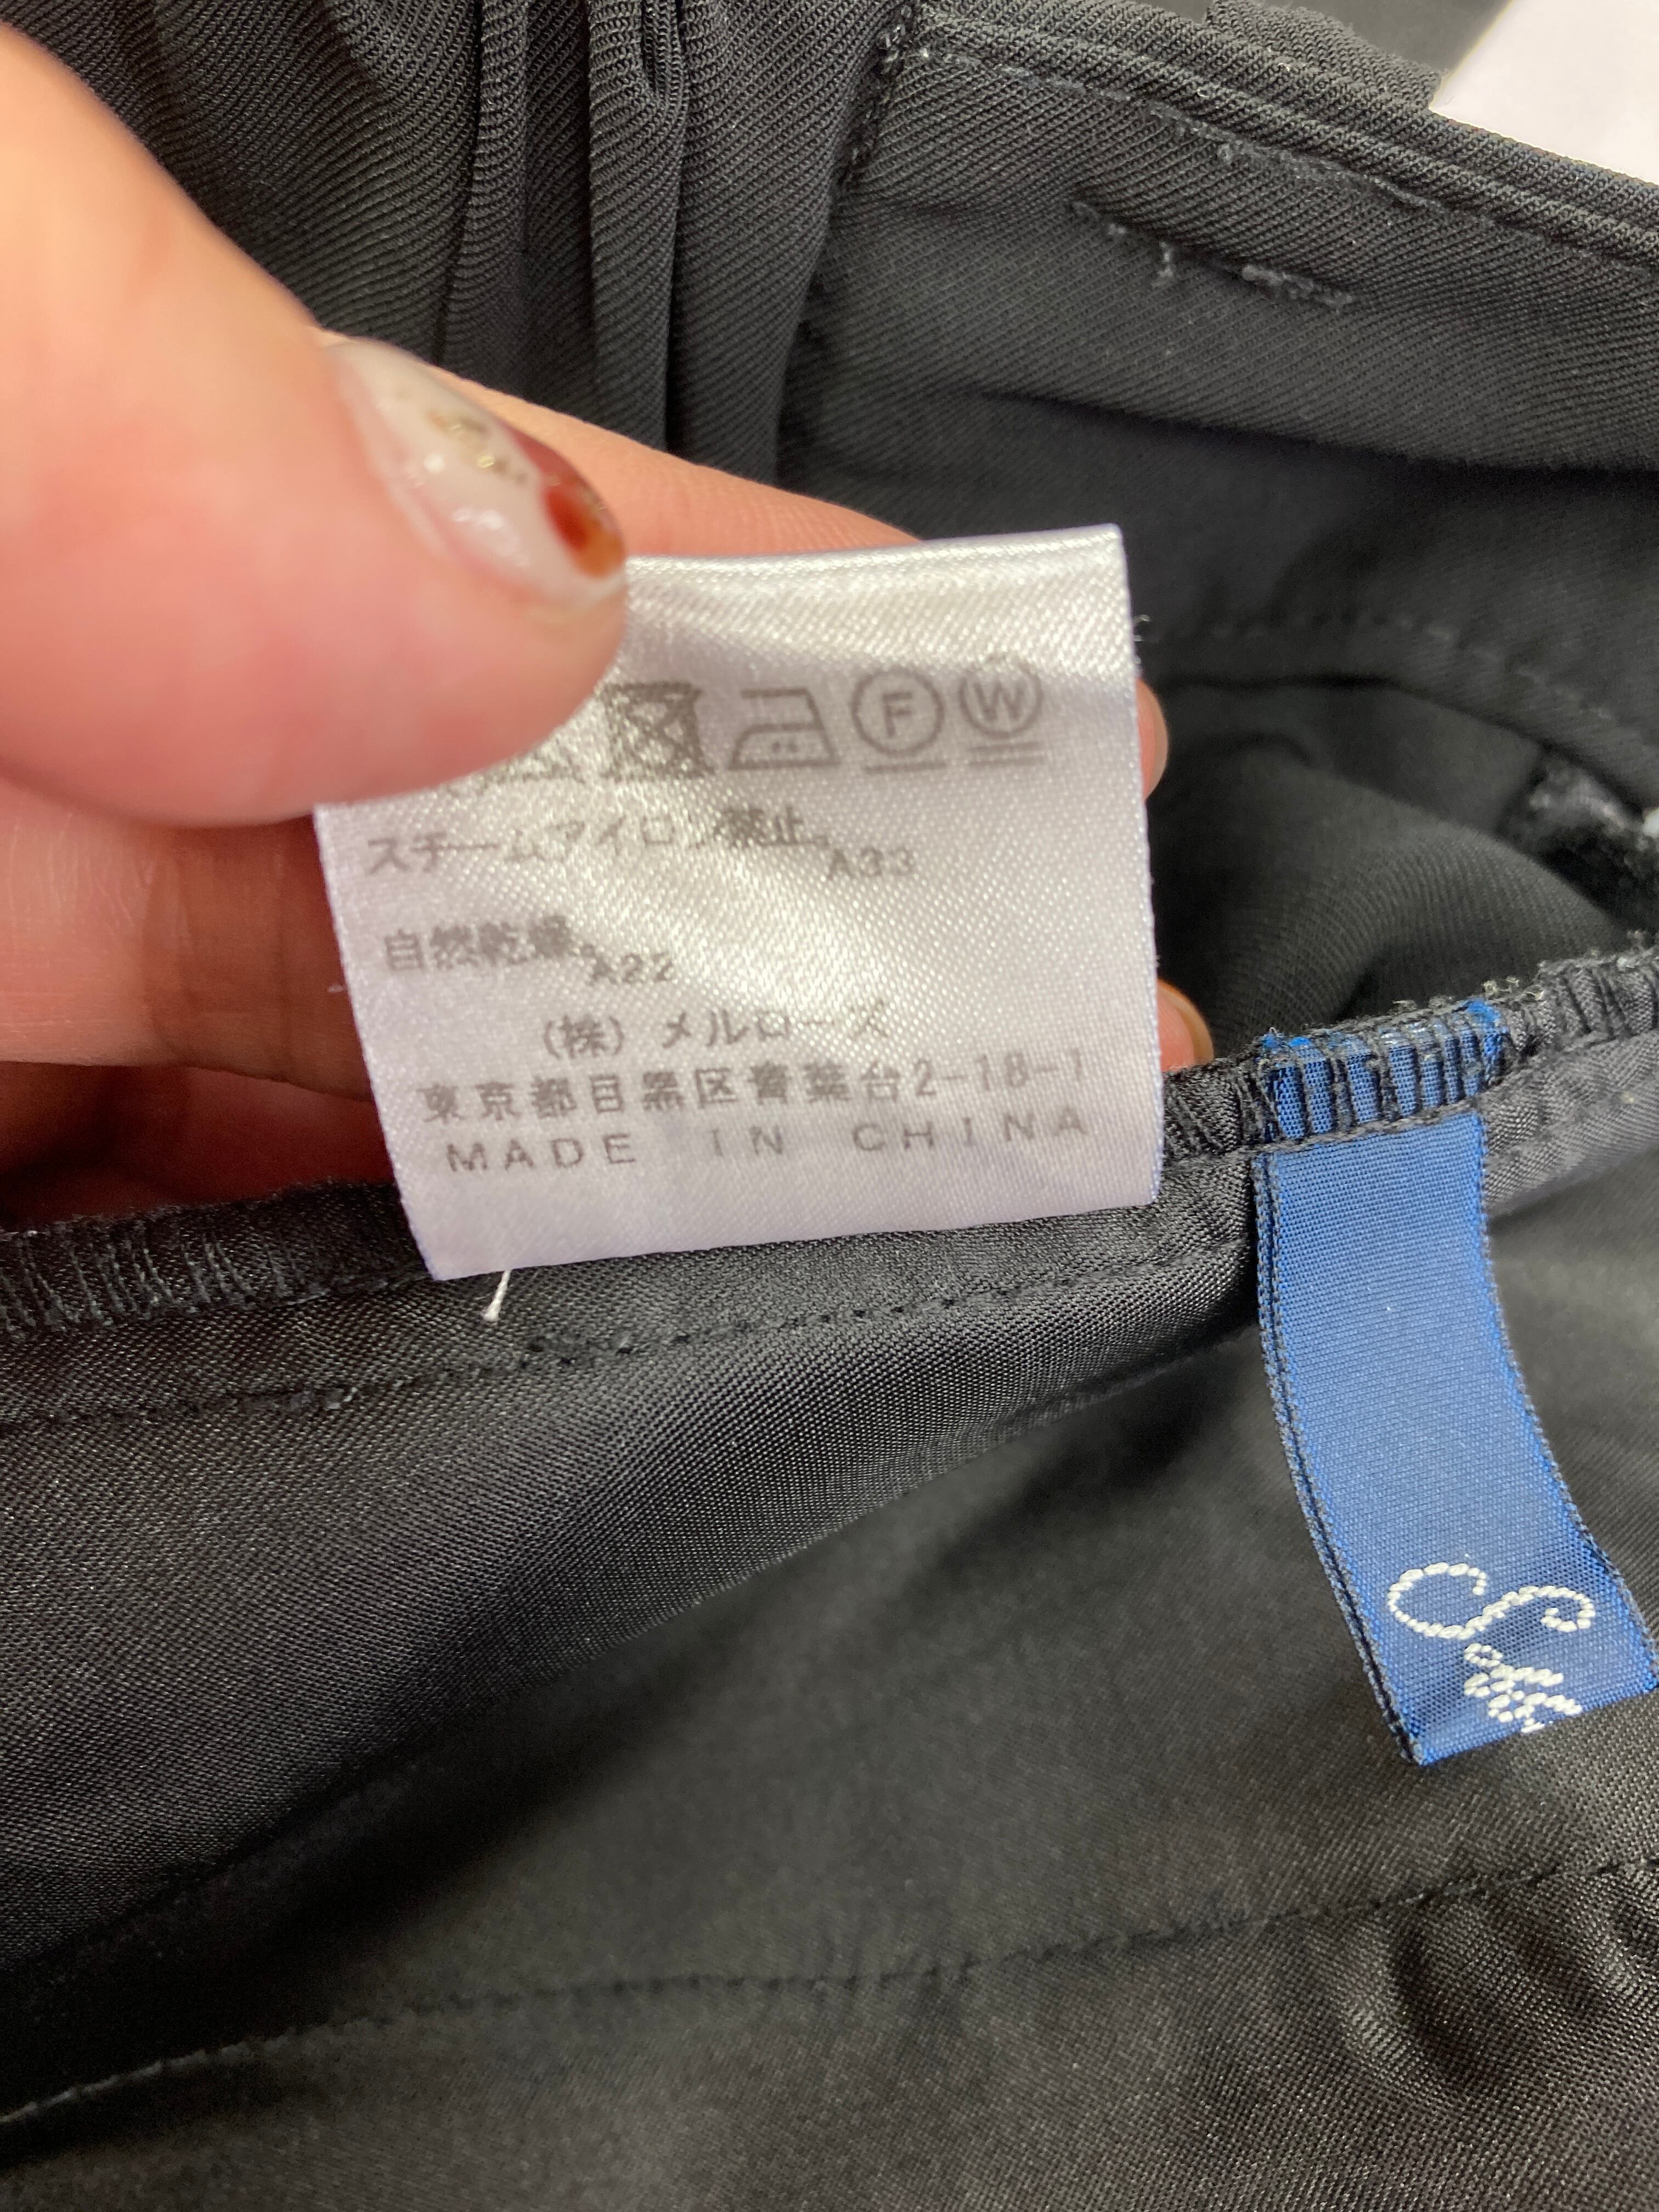 F W
スチームアイロン禁止
A33
自然乾燥
A22
(株) メルローズ
東京都目黒区青葉台2-18-1
MADE IN CHINA